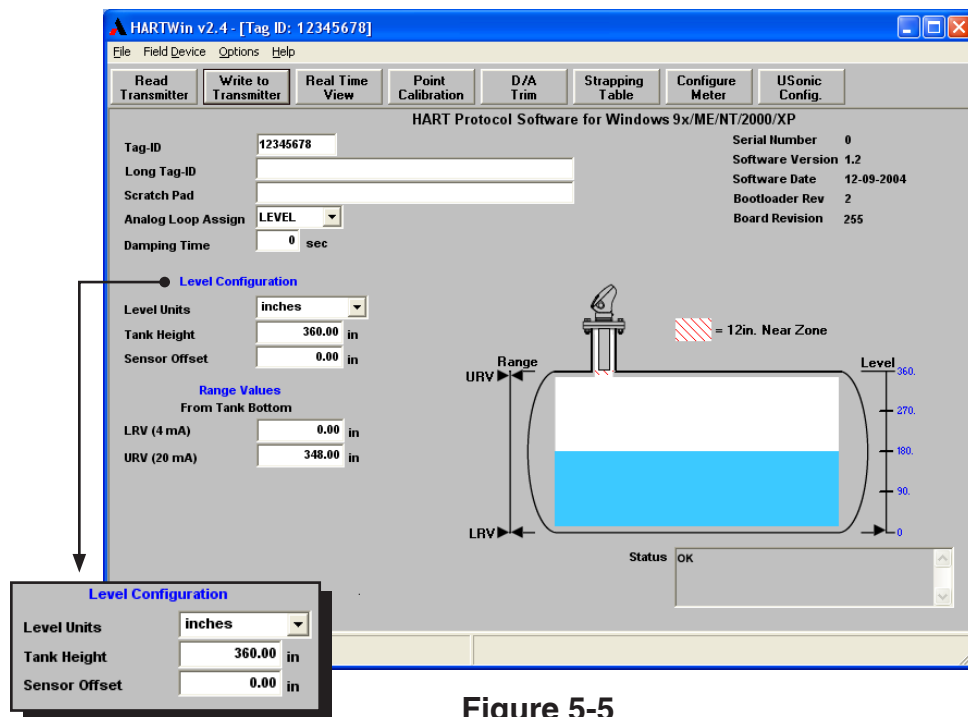 HARTWin v2.4 - [Tag ID: 12345678]
File Field Device Options Help
Read Transmitter
Write to Transmitter
Real Time View
Point Calibration
D/A Trim
Strapping Table
Configure Meter
USonic Config.
HART Protocol Software for Windows 9x/ME/NT/2000/XP
Tag-ID 12345678
Long Tag-ID
Scratch Pad
Analog Loop Assign LEVEL
Damping Time 0 sec
Serial Number 0
Software Version 1.2
Software Date 12-09-2004
Bootloader Rev 2
Board Revision 255
Level Configuration
Level Units inches
Tank Height 360.00 in
Sensor Offset 0.00 in
Range Values
From Tank Bottom
LRV (4 mA) 0.00 in
URV (20 mA) 348.00 in
= 12in. Near Zone
Range
URV
LRV
Level
360.
270.
180.
90.
0
Status OK
Level Configuration
Level Units inches
Tank Height 360.00 in
Sensor Offset 0.00 in
Figure 5-5